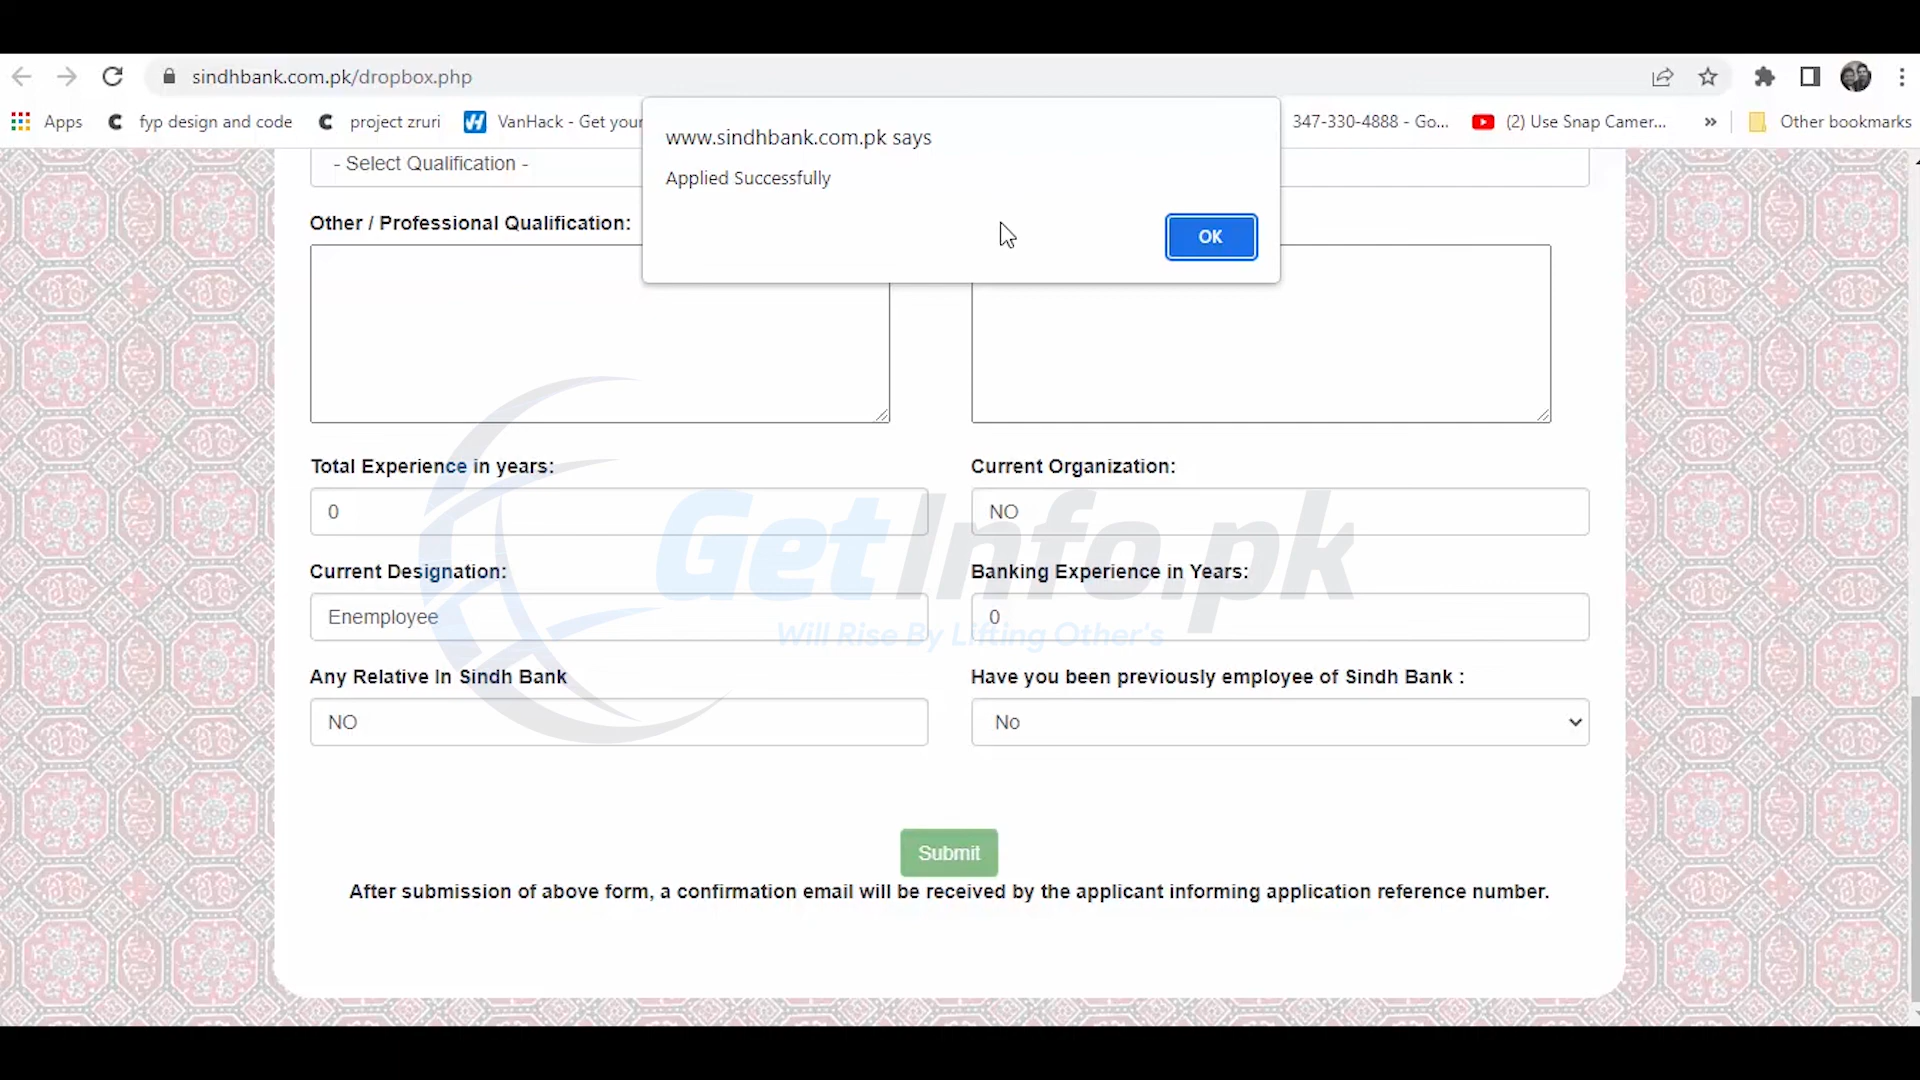 sindhbank.com.pk/dropbox.php
Apps
fyp design and code
project zruri
VanHack - Get your
347-330-4888 - Go...
(2) Use Snap Camer...
»
Other bookmarks
www.sindhbank.com.pk says
Applied Successfully
OK
- Select Qualification -
Other / Professional Qualification:
Total Experience in years:
Current Organization:
0
NO
Current Designation:
Banking Experience in Years:
Enemployee
0
Any Relative In Sindh Bank
Have you been previously employee of Sindh Bank :
NO
No
GetInfo.pk
Will Rise By Lifting Other's
Submit
After submission of above form, a confirmation email will be received by the applicant informing application reference number.